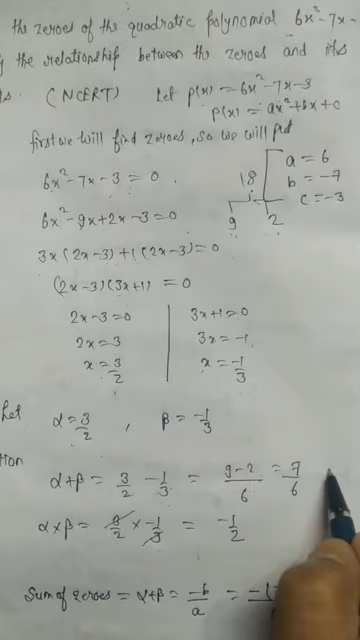 the zeroes of the quadratic polynomial 6x²-7x-
the relationship between the zeroes and
(NCERT) Let p(x) = 6x²-7x-3
p(x) = ax²+bx+c
first we will find zeroes, so we will put
6x²-7x-3=0
a = 6
b = -7
c = -3
18
9 2
6x²-9x+2x-3=0
3x(2x-3)+1(2x-3)=0
(2x-3)(3x+1) = 0
2x-3=0 3x+1=0
2x=3 3x=-1
x=3/2 x=-1/3
Let α=3/2 , β=-1/3
α+β = 3/2 -1/3 = 9-2/6 = 7/6
α×β = 3/2 × -1/3 = -1/2
Sum of zeroes = α+β = -b/a =